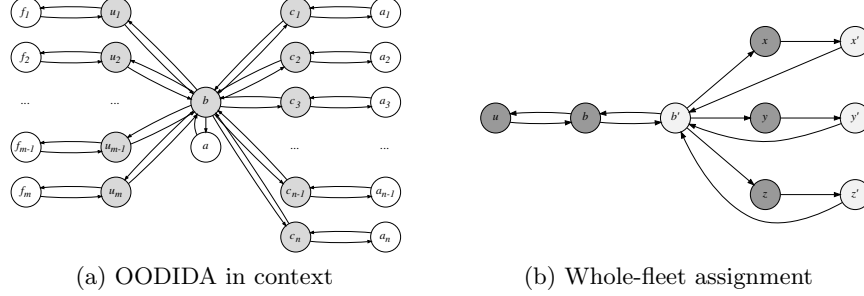 f1 u1 c1 a1 x x'
f2 u2 c2 a2
... ... b c3 a3 u b b' y y'
fm-1 um-1 a ... ...
fm um cn-1 an-1 z z'
cn an
(a) OODIDA in context (b) Whole-fleet assignment